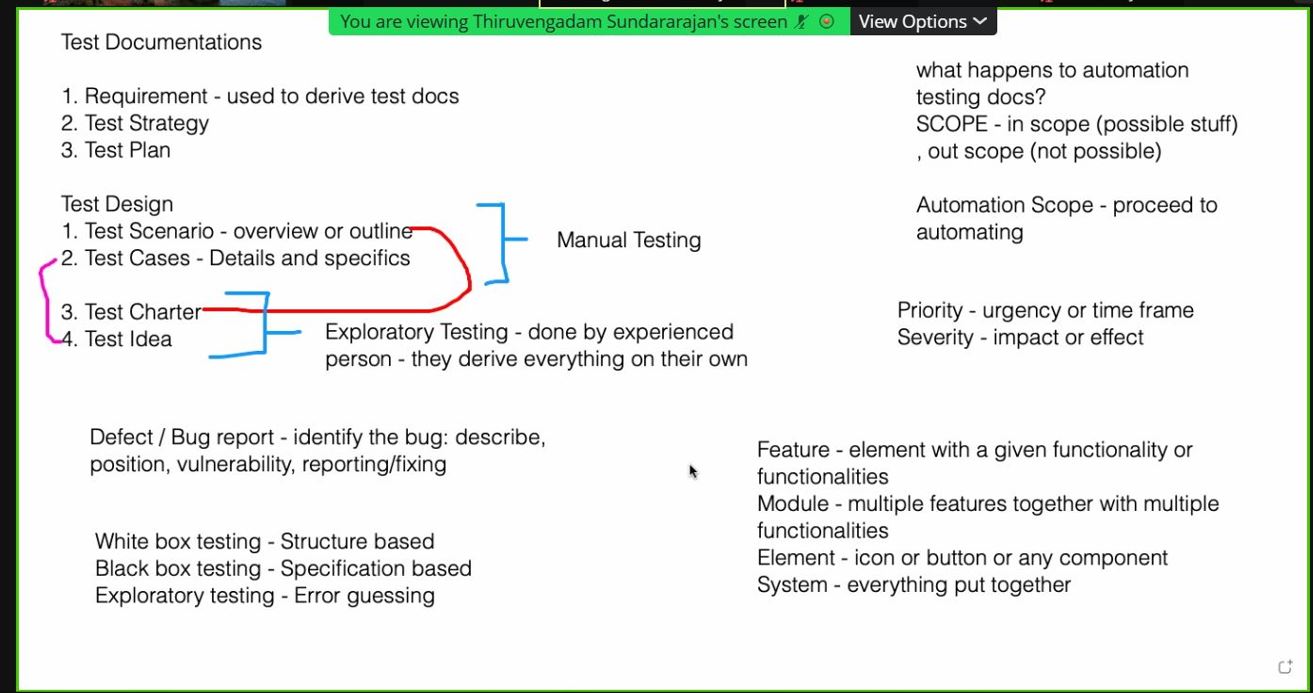 You are viewing Thiruvengadam Sundararajan's screen
View Options
Test Documentations
1. Requirement - used to derive test docs
2. Test Strategy
3. Test Plan
Test Design
1. Test Scenario - overview or outline
2. Test Cases - Details and specifics
3. Test Charter
4. Test Idea
Manual Testing
Exploratory Testing - done by experienced
person - they derive everything on their own
Defect / Bug report - identify the bug: describe,
position, vulnerability, reporting/fixing
White box testing - Structure based
Black box testing - Specification based
Exploratory testing - Error guessing
what happens to automation
testing docs?
SCOPE - in scope (possible stuff)
, out scope (not possible)
Automation Scope - proceed to
automating
Priority - urgency or time frame
Severity - impact or effect
Feature - element with a given functionality or
functionalities
Module - multiple features together with multiple
functionalities
Element - icon or button or any component
System - everything put together